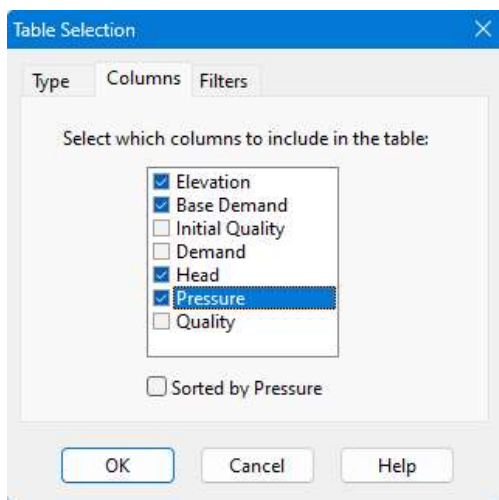 Table Selection
Type Columns Filters
Select which columns to include in the table:
Elevation
Base Demand
Initial Quality
Demand
Head
Pressure
Quality
Sorted by Pressure
OK Cancel Help